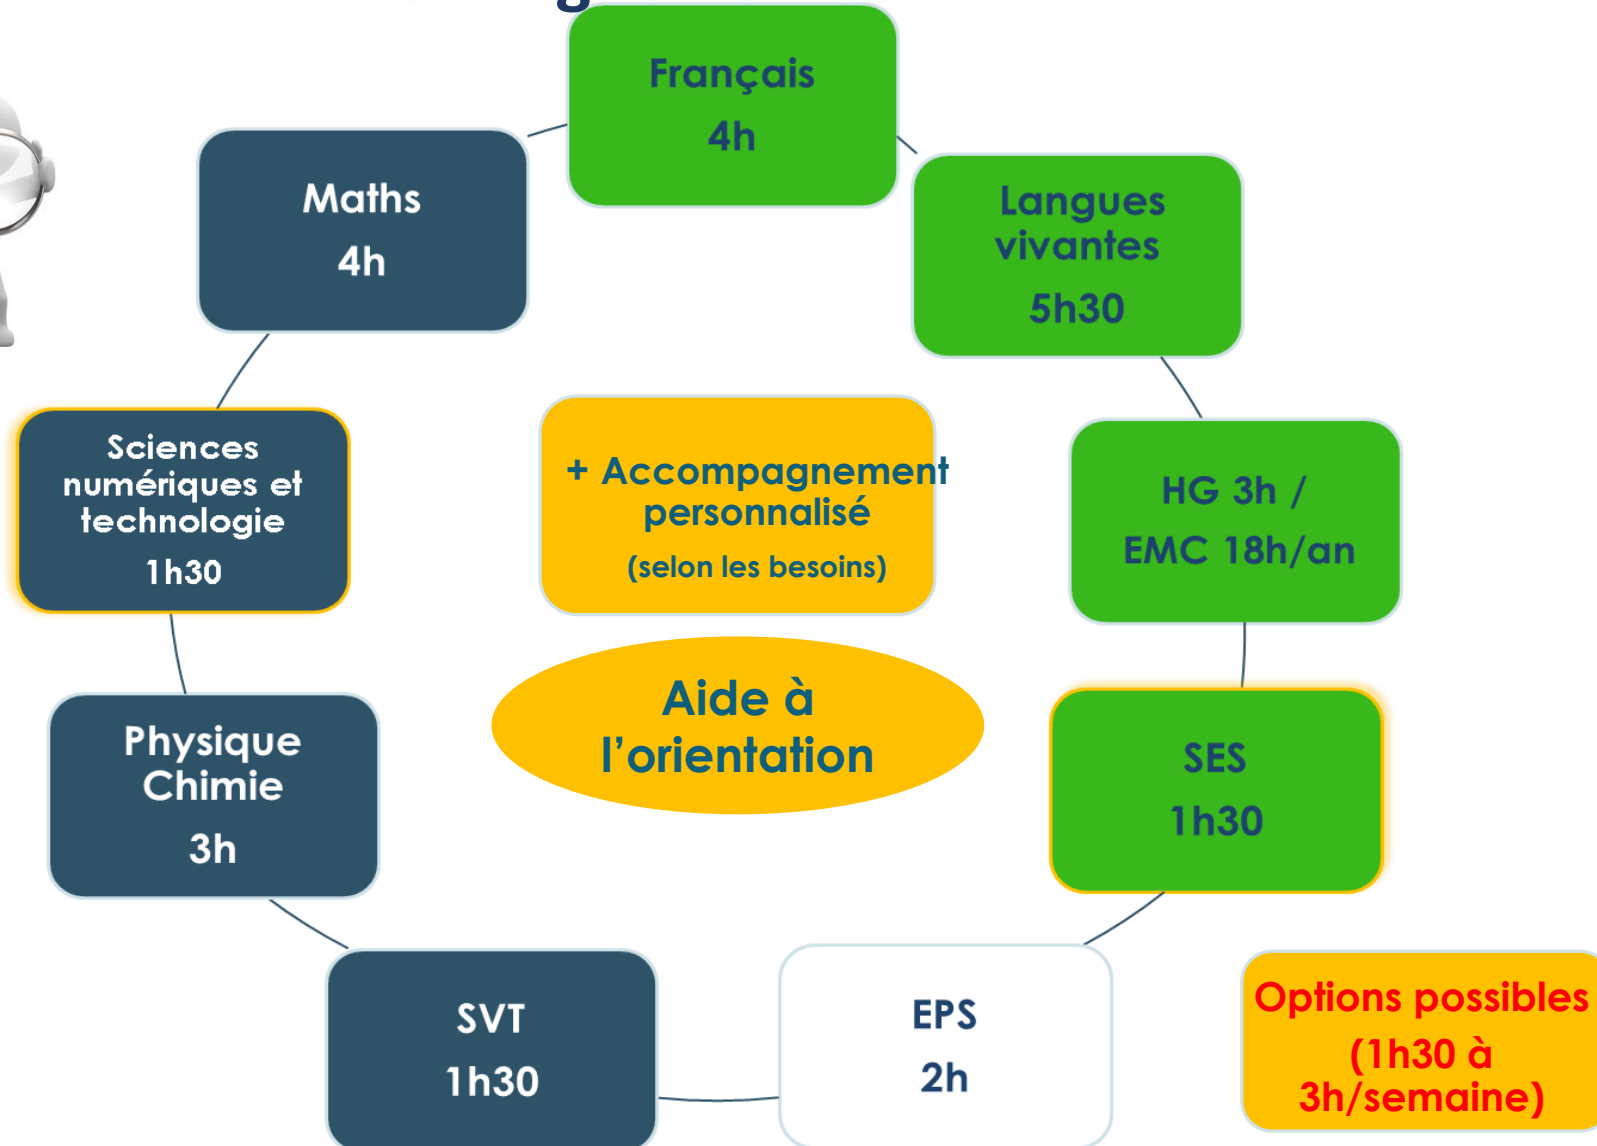 Français
4h
Langues
vivantes
5h30
HG 3h /
EMC 18h/an
SES
1h30
EPS
2h
SVT
1h30
Physique
Chimie
3h
Sciences
numériques et
technologie
1h30
Maths
4h
+ Accompagnement
personnalisé
(selon les besoins)
Aide à
l’orientation
Options possibles
(1h30 à
3h/semaine)